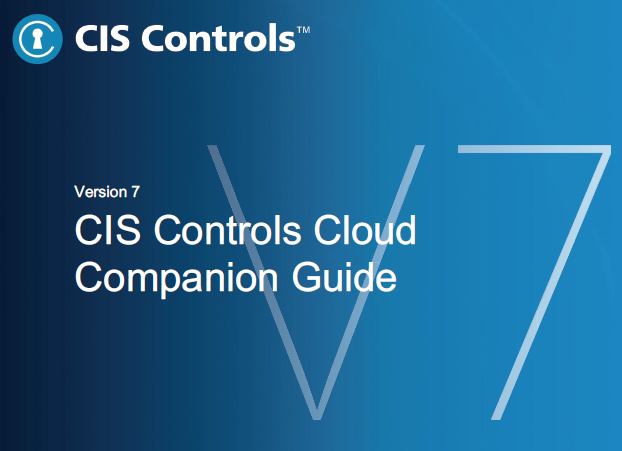 CIS Controls™
Version 7
CIS Controls Cloud
Companion Guide
V7